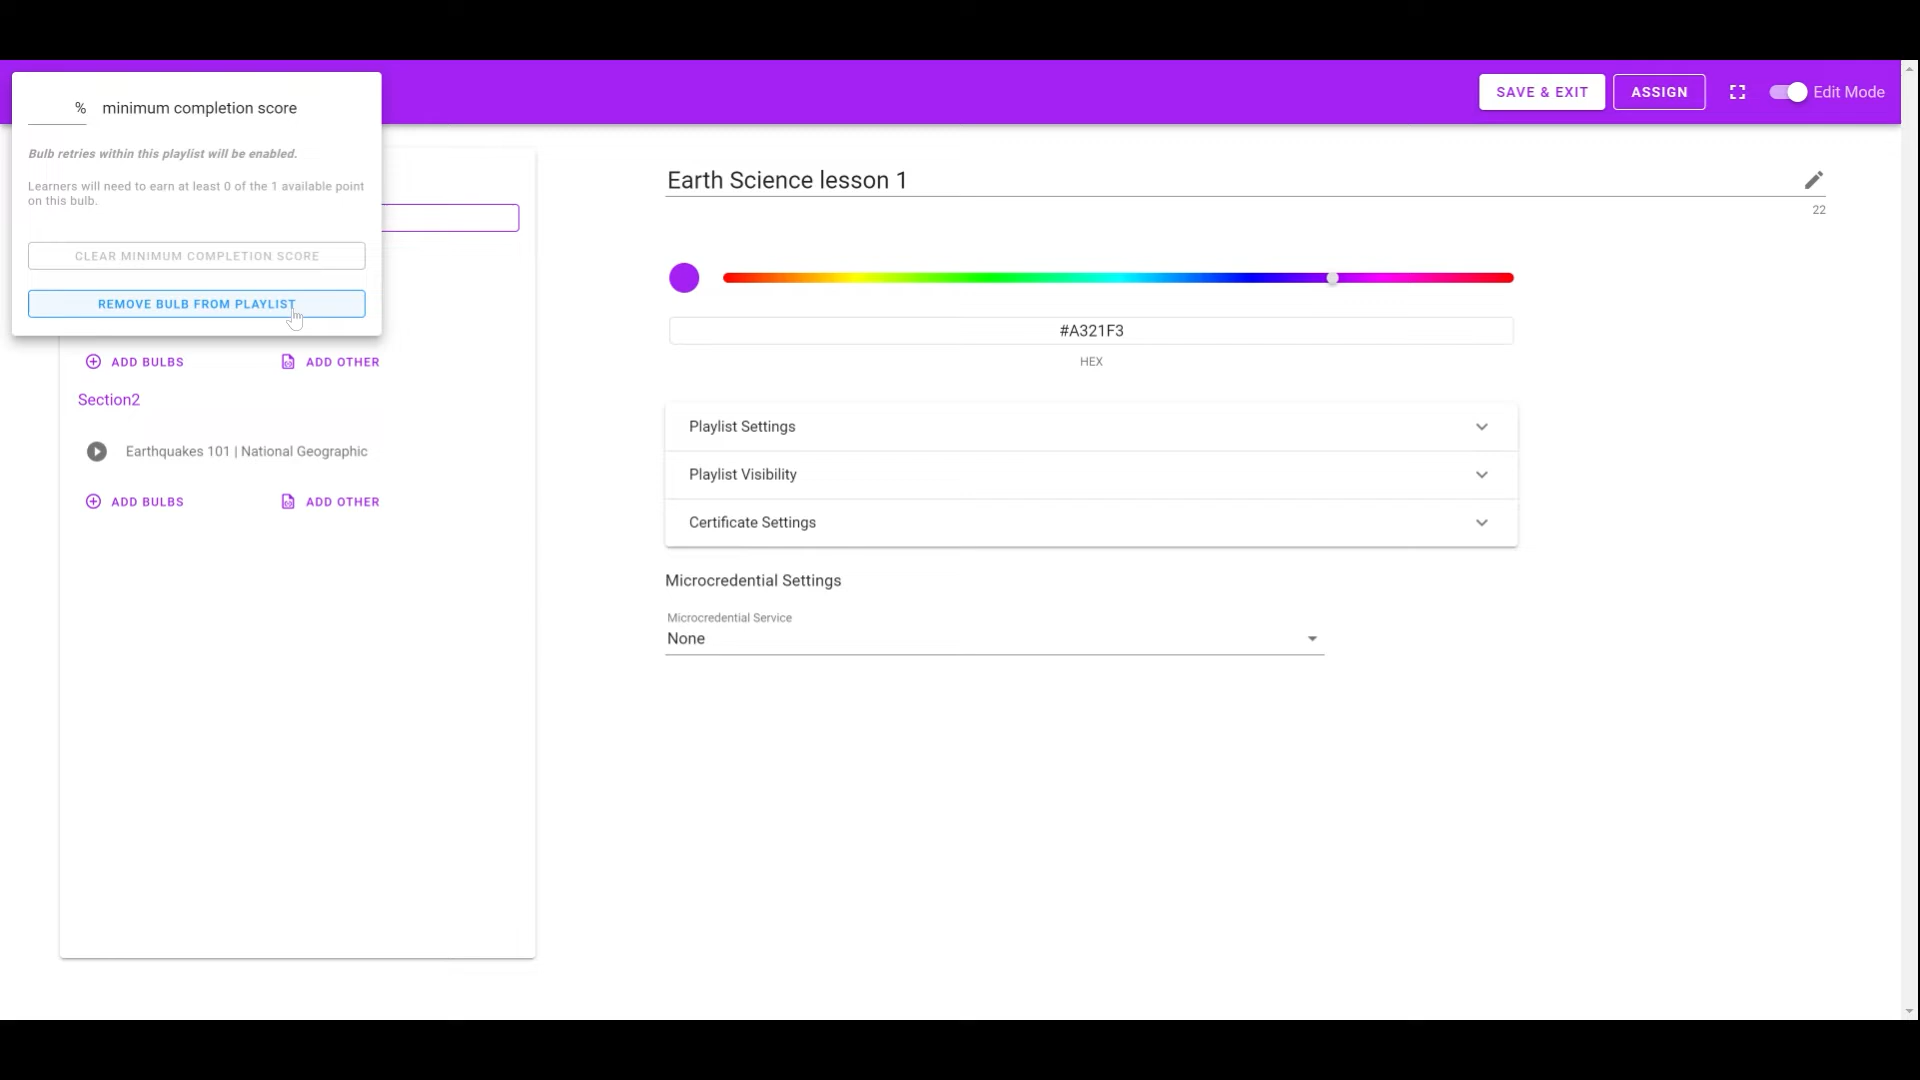 SAVE & EXIT
ASSIGN
Edit Mode
% minimum completion score
Bulb retries within this playlist will be enabled.
Learners will need to earn at least 0 of the 1 available point
on this bulb.
CLEAR MINIMUM COMPLETION SCORE
REMOVE BULB FROM PLAYLIST
ADD BULBS
ADD OTHER
Section2
Earthquakes 101 | National Geographic
ADD BULBS
ADD OTHER
Earth Science lesson 1
22
#A321F3
HEX
Playlist Settings
Playlist Visibility
Certificate Settings
Microcredential Settings
Microcredential Service
None